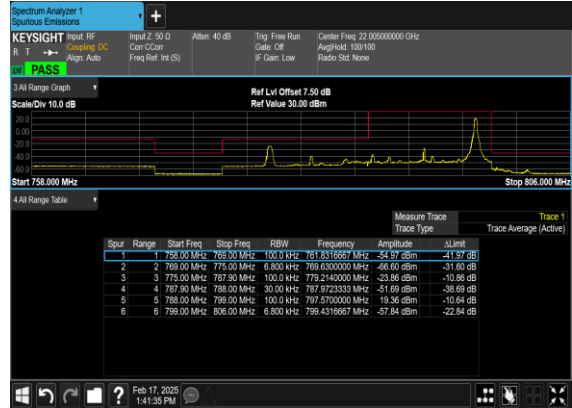 Spectrum Analyzer 1
Spurious Emissions
+
KEYSIGHT Input: RF Input Z: 50 Ω Atten: 40 dB Trig: Free Run Center Freq: 22.005000000 GHz
R T Coupling: DC Corr CCorr Gate: Off Avg|Hold: 100/100
Align: Auto Freq Ref: Int (S) IF Gain: Low Radio Std: None
LW PASS
3 All Range Graph
Ref Lvl Offset 7.50 dB
Scale/Div 10.0 dB Ref Value 30.00 dBm
20.0
0.00
-20.0
-40.0
-60.0
Start 758.000 MHz Stop 806.000 MHz
4 All Range Table
Measure Trace Trace 1
Trace Type Trace Average (Active)
Spur Range Start Freq Stop Freq RBW Frequency Amplitude ΔLimit
1 1 758.00 MHz 769.00 MHz 100.0 kHz 761.8316667 MHz -54.97 dBm -41.97 dB
2 2 769.00 MHz 775.00 MHz 6.800 kHz 769.6300000 MHz -66.60 dBm -31.60 dB
3 3 775.00 MHz 787.90 MHz 100.0 kHz 779.2140000 MHz -23.86 dBm -10.86 dB
4 4 787.90 MHz 788.00 MHz 30.00 kHz 787.9723333 MHz -51.69 dBm -38.69 dB
5 5 788.00 MHz 799.00 MHz 100.0 kHz 797.5700000 MHz 19.36 dBm -10.64 dB
6 6 799.00 MHz 806.00 MHz 6.800 kHz 799.4316667 MHz -57.84 dBm -22.84 dB
? Feb 17, 2025
1:41:35 PM